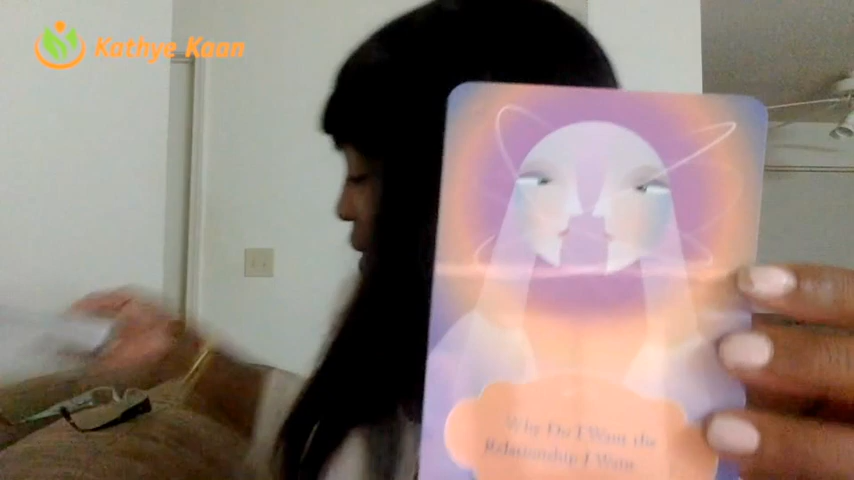 Kathye Kaan
Why Do I Want the
Relationship I Want